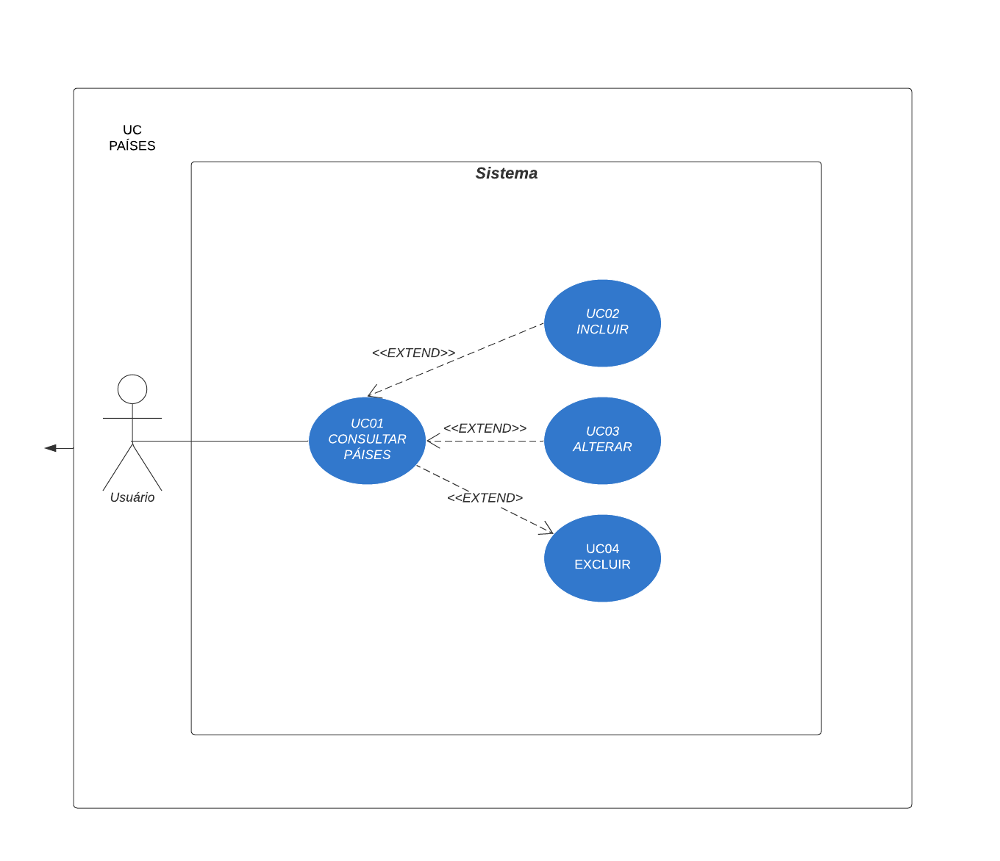 UC
PAÍSES
Sistema
UC02
INCLUIR
<<EXTEND>>
UC01
CONSULTAR
PÁISES
<<EXTEND>>
UC03
ALTERAR
<<EXTEND>
Usuário
UC04
EXCLUIR